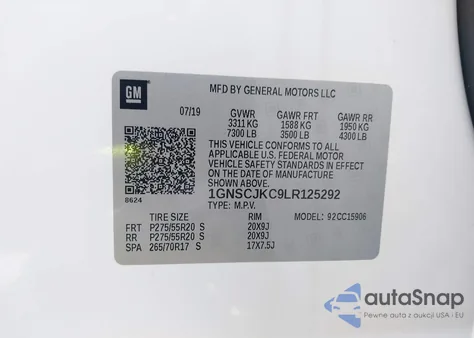 GM
MFD BY GENERAL MOTORS LLC
07/19 GVWR GAWR FRT GAWR RR
3311 KG 1588 KG 1950 KG
7300 LB 3500 LB 4300 LB
THIS VEHICLE CONFORMS TO ALL
APPLICABLE U.S. FEDERAL MOTOR
VEHICLE SAFETY STANDARDS IN
EFFECT ON THE DATE OF
MANUFACTURE SHOWN ABOVE.
8624
1GNSCJKC9LR125292
TYPE: M.P.V.
TIRE SIZE RIM MODEL: 92CC15906
FRT P275/55R20 S 20X9J
RR P275/55R20 S 20X9J
SPA 265/70R17 S 17X7.5J
autoSnap
Pewne auta z aukcji USA i EU